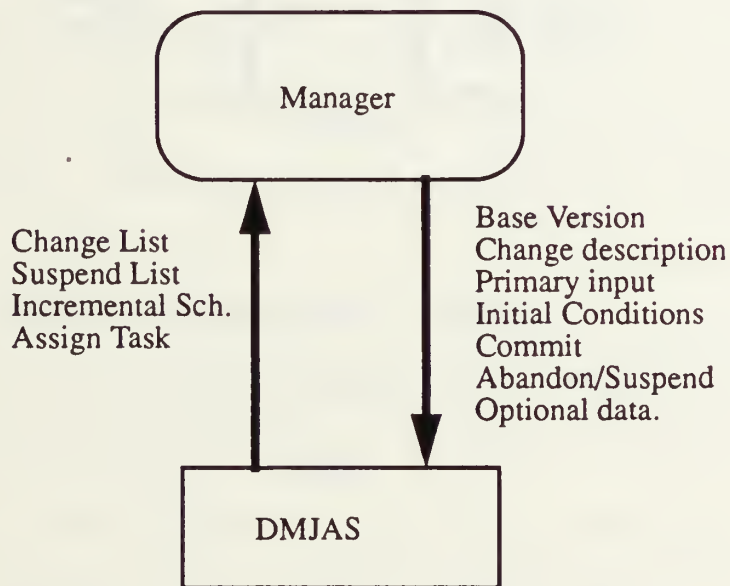 Manager
Change List
Suspend List
Incremental Sch.
Assign Task
Base Version
Change description
Primary input
Initial Conditions
Commit
Abandon/Suspend
Optional data.
DMJAS